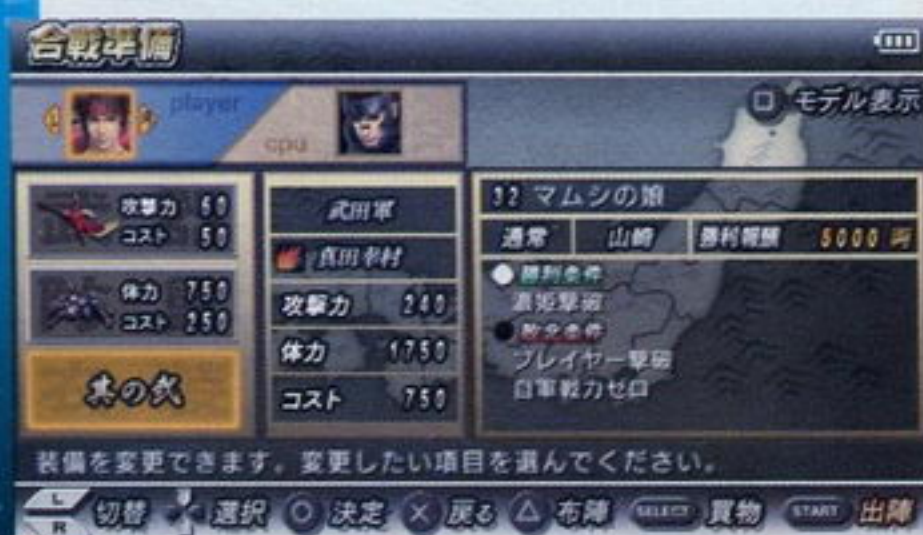 合戦準備
player
cpu
□ モデル表示
攻撃力 60
コスト 50
体力 750
コスト 250
其の弐
武田軍
真田幸村
攻撃力 240
体力 1750
コスト 750
32 マムシの娘
通常 山崎 勝利報酬 5000 両
勝利条件
濃姫撃破
敗北条件
プレイヤー撃破
自軍戦力ゼロ
装備を変更できます。変更したい項目を選んでください。
L R 切替 選択 ○ 決定 × 戻る △ 布陣 SELECT 買物 START 出陣